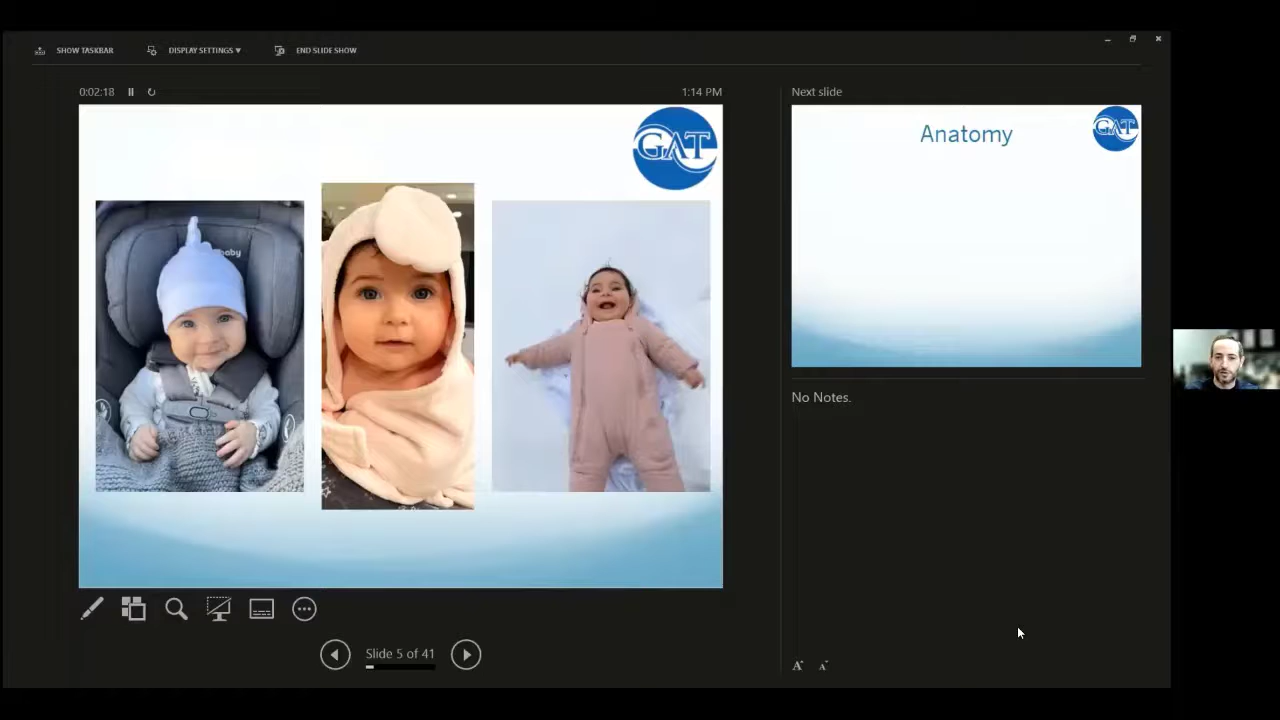 SHOW TASKBAR
DISPLAY SETTINGS ▼
END SLIDE SHOW
0:02:18
1:14 PM
GAT
baby
Slide 5 of 41
Next slide
Anatomy
GAT
No Notes.
A
A